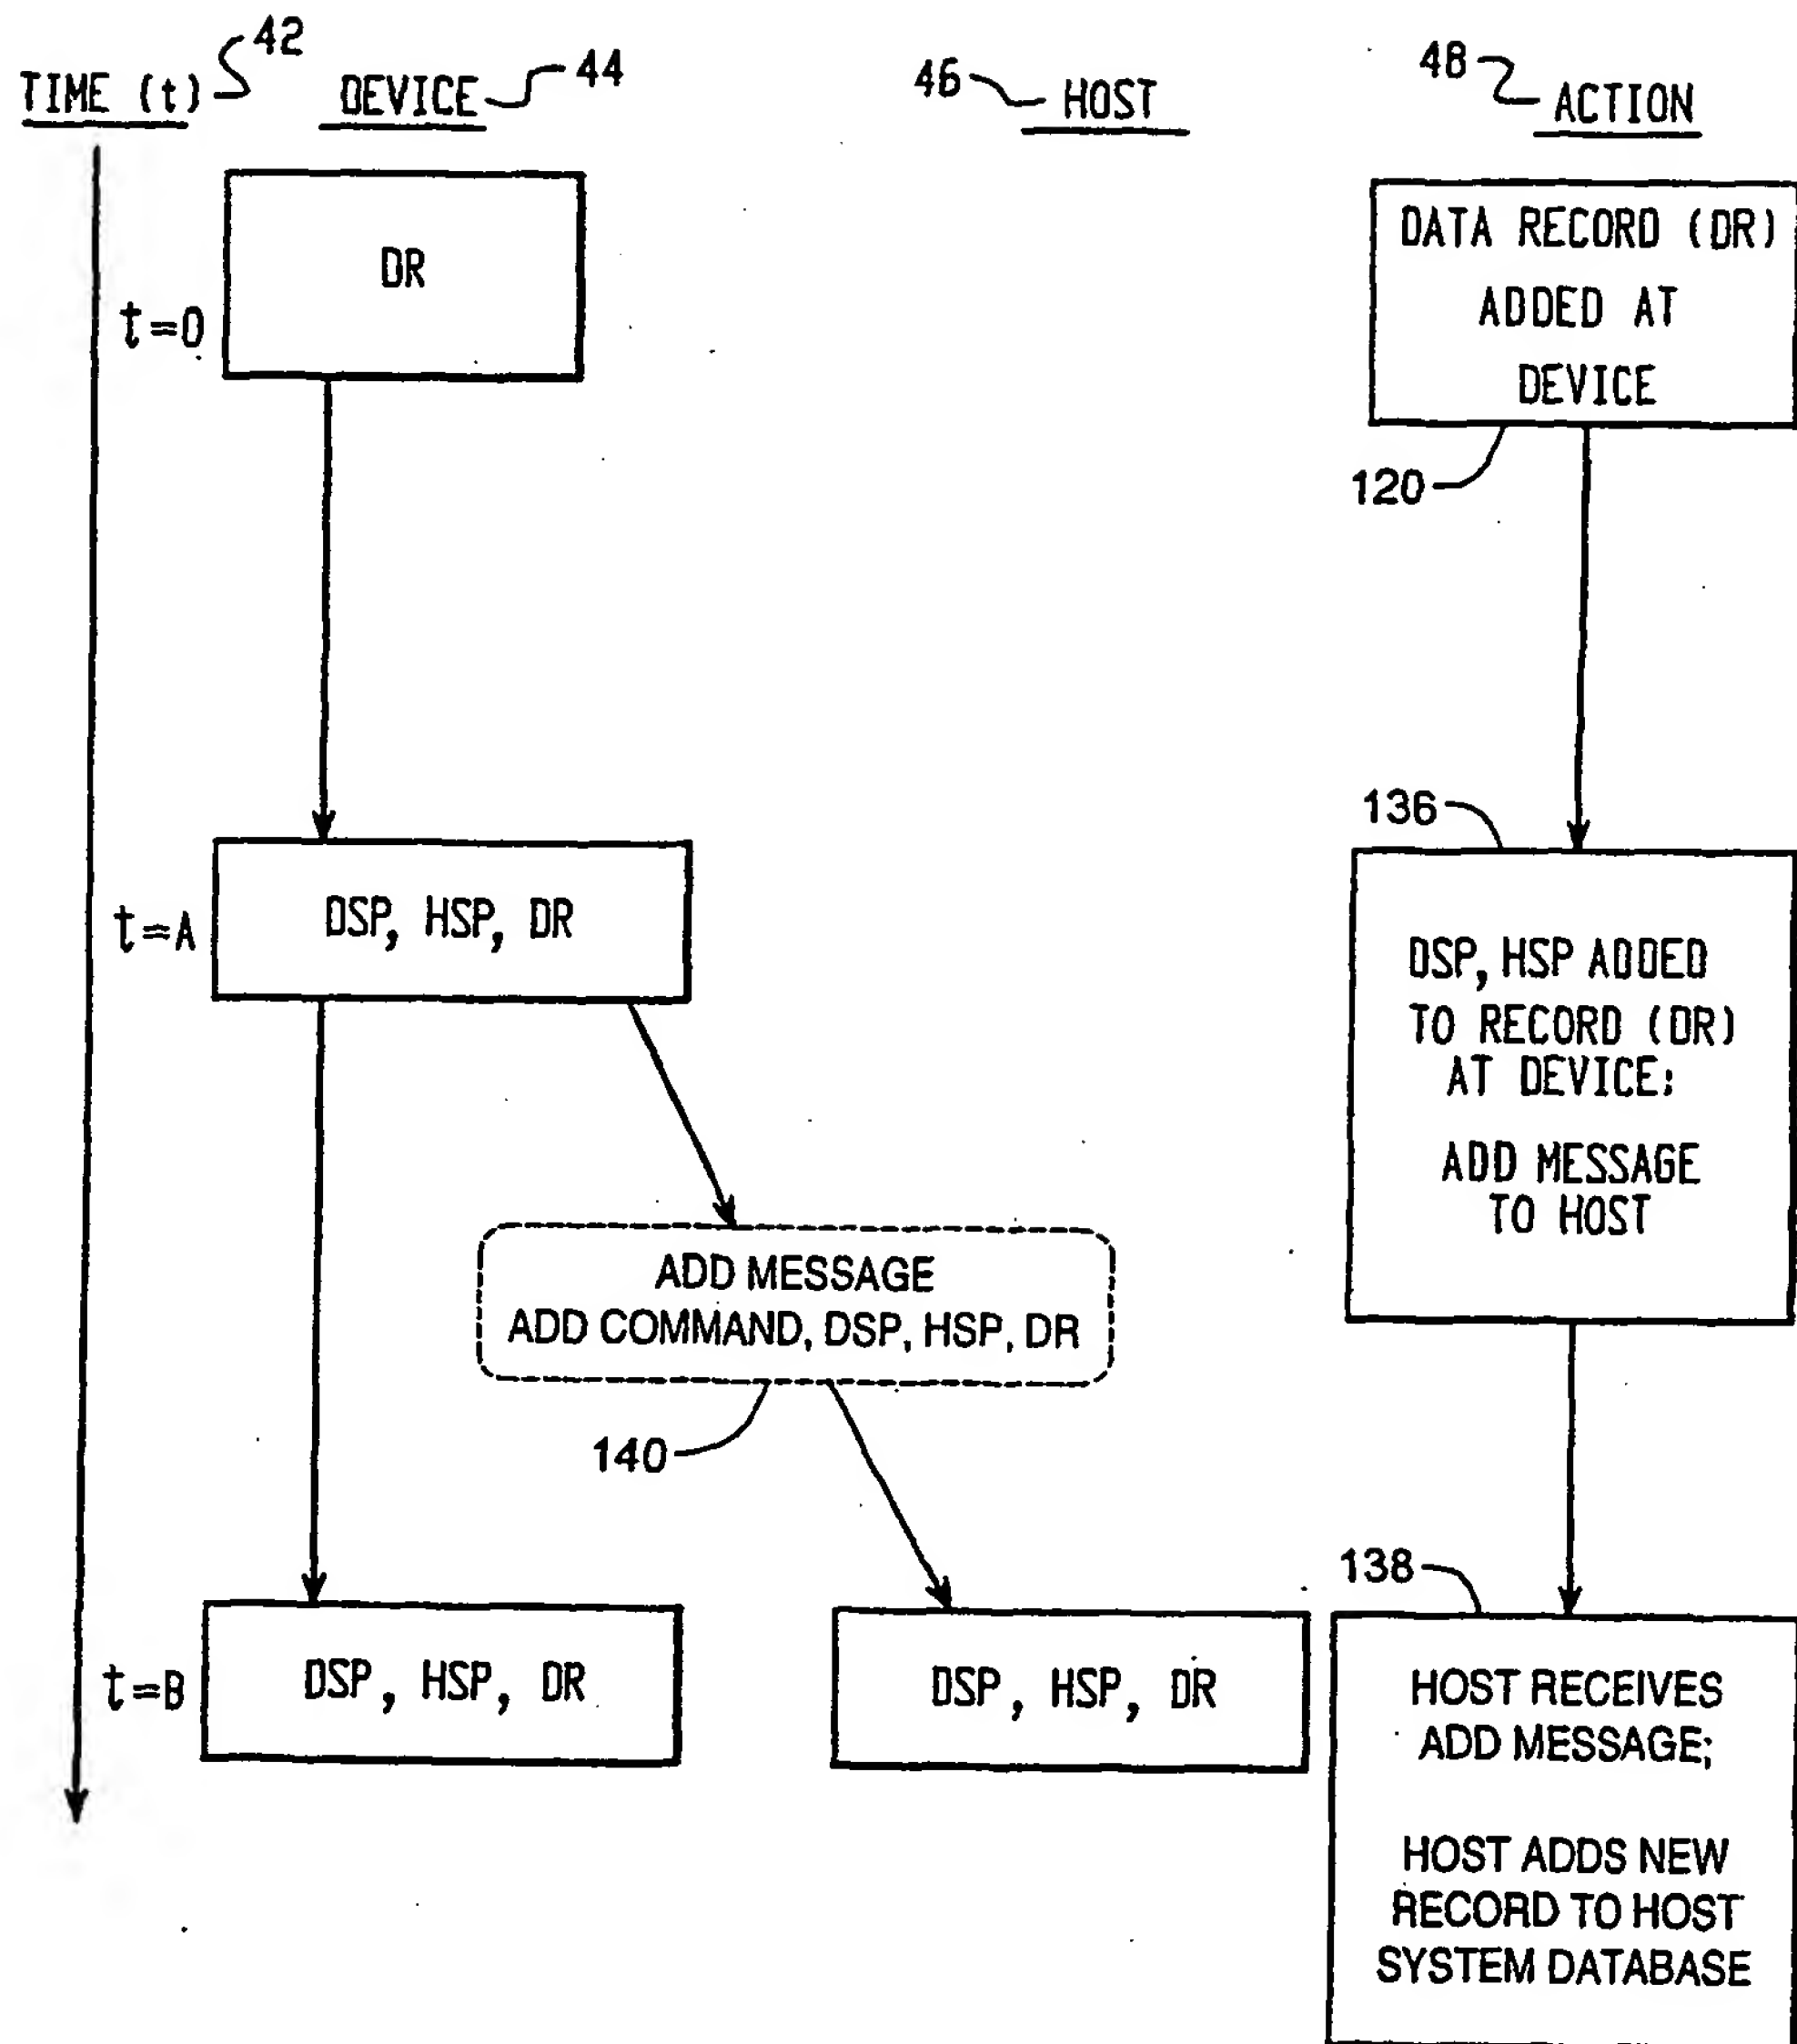 TIME (t) 42
DEVICE 44
46 HOST
48 ACTION
DR
t=0
DATA RECORD (DR)
ADDED AT
DEVICE
120
t=A
DSP, HSP, DR
136
DSP, HSP ADDED
TO RECORD (DR)
AT DEVICE;
ADD MESSAGE
TO HOST
ADD MESSAGE
ADD COMMAND, DSP, HSP, DR
140
t=B
DSP, HSP, DR
DSP, HSP, DR
138
HOST RECEIVES
ADD MESSAGE;
HOST ADDS NEW
RECORD TO HOST
SYSTEM DATABASE